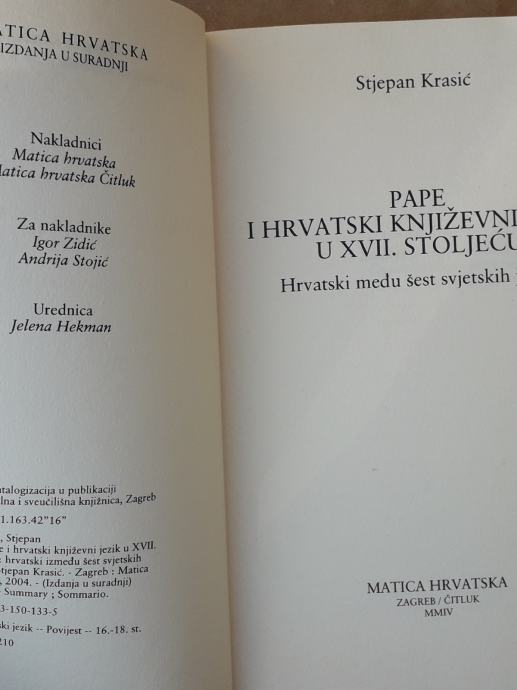 MATICA HRVATSKA
IZDANJA U SURADNJI
Nakladnici
Matica hrvatska
Matica hrvatska Čitluk
Za nakladnike
Igor Zidić
Andrija Stojić
Urednica
Jelena Hekman
talogizacija u publikaciji
lna i sveučilišna knjižnica, Zagreb
1.163.42"16"
, Stjepan
e i hrvatski književni jezik u XVII.
: hrvatski između šest svjetskih
tjepan Krasić. - Zagreb : Matica
, 2004. - (Izdanja u suradnji)
Summary ; Sommario.
3-150-133-5
ski jezik -- Povijest -- 16.-18. st.
210
Stjepan Krasić
PAPE
I HRVATSKI KNJIŽEVNI
U XVII. STOLJEĆU
Hrvatski među šest svjetskih
MATICA HRVATSKA
ZAGREB / ČITLUK
MMIV